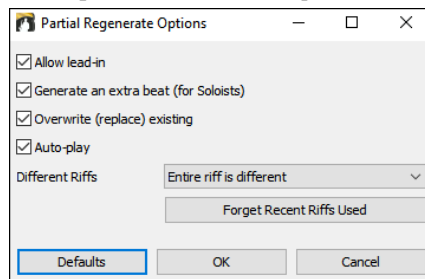 Partial Regenerate Options
Allow lead-in
Generate an extra beat (for Soloists)
Overwrite (replace) existing
Auto-play
Different Riffs Entire riff is different
Forget Recent Riffs Used
Defaults OK Cancel